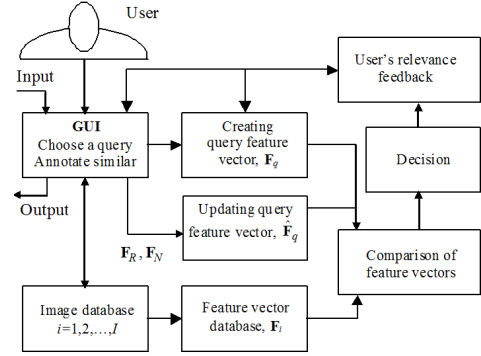 User
Input
GUI
Choose a query
Annotate similar
Output
Creating
query feature
vector, F_q
User's relevance
feedback
Decision
Updating query
feature vector, F̂_q
F_R , F_N
Comparison of
feature vectors
Image database
i=1,2,...,I
Feature vector
database, F_i